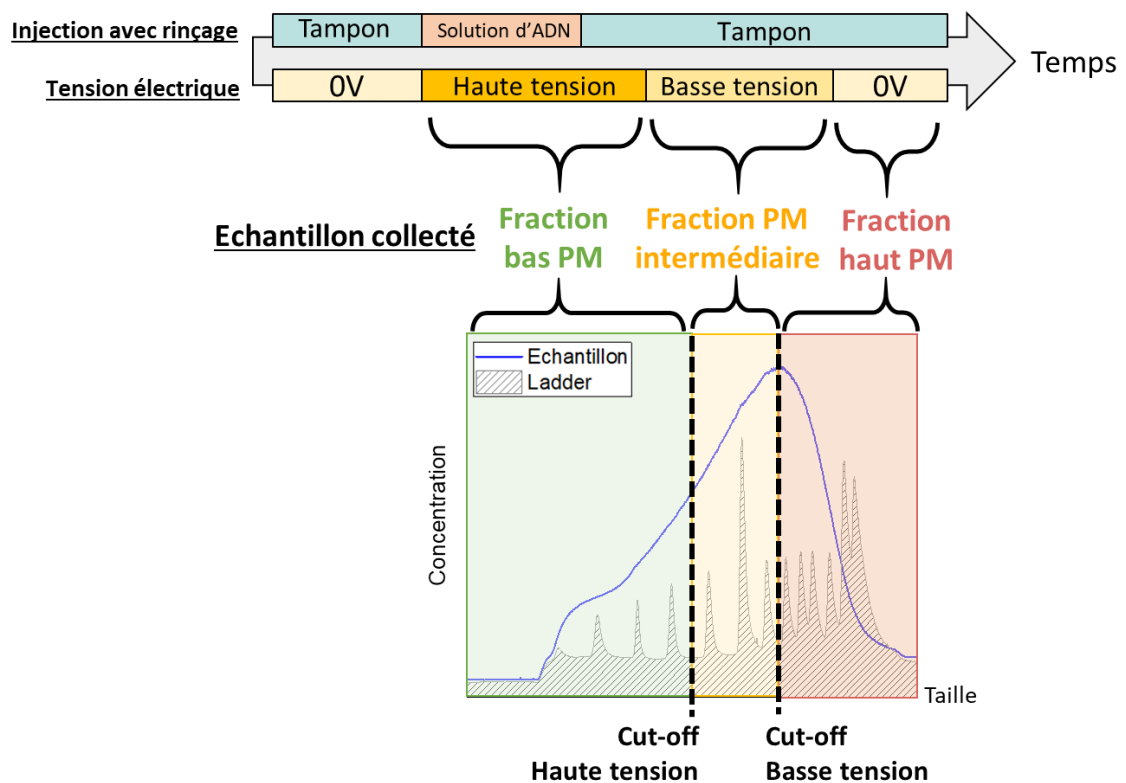 Injection avec rinçage
Tampon
Solution d'ADN
Tampon
Temps
Tension électrique
0V
Haute tension
Basse tension
0V
Echantillon collecté
Fraction
bas PM
Fraction PM
intermédiaire
Fraction
haut PM
Echantillon
Ladder
Concentration
Taille
Cut-off
Haute tension
Cut-off
Basse tension